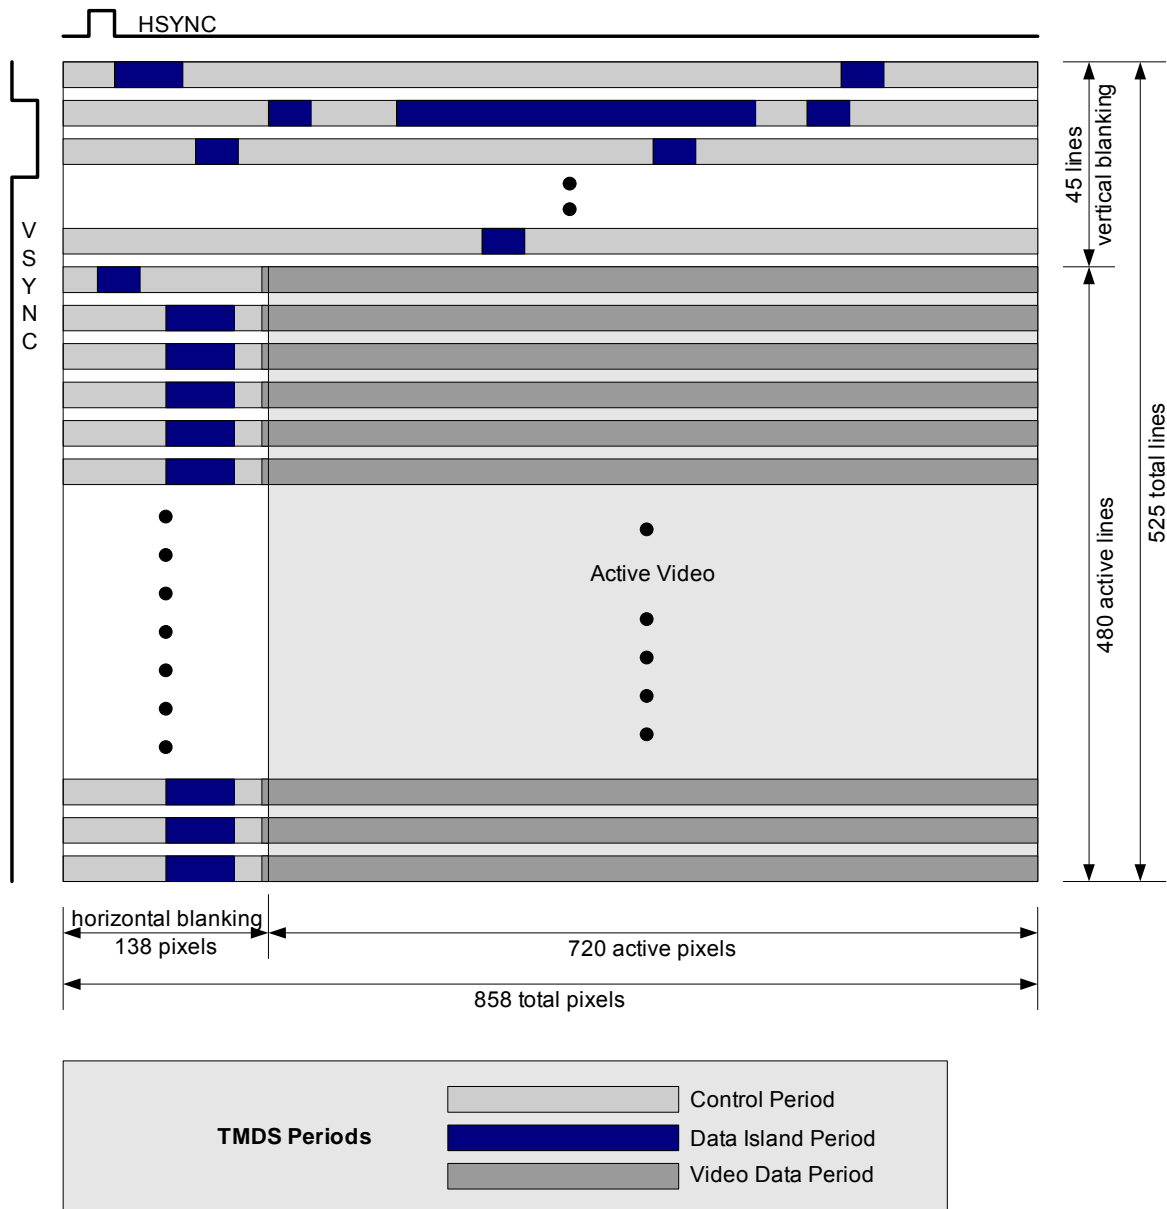 HSYNC
VSYNC
45 lines
vertical blanking
525 total lines
480 active lines
Active Video
horizontal blanking
138 pixels
720 active pixels
858 total pixels
TMDS Periods
Control Period
Data Island Period
Video Data Period